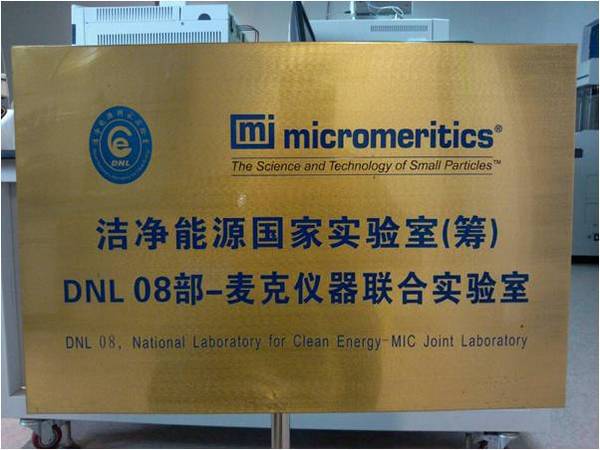 DNL
mi micromeritics®
The Science and Technology of Small Particles™
洁净能源国家实验室(筹)
DNL 08部-麦克仪器联合实验室
DNL 08, National Laboratory for Clean Energy-MIC Joint Laboratory